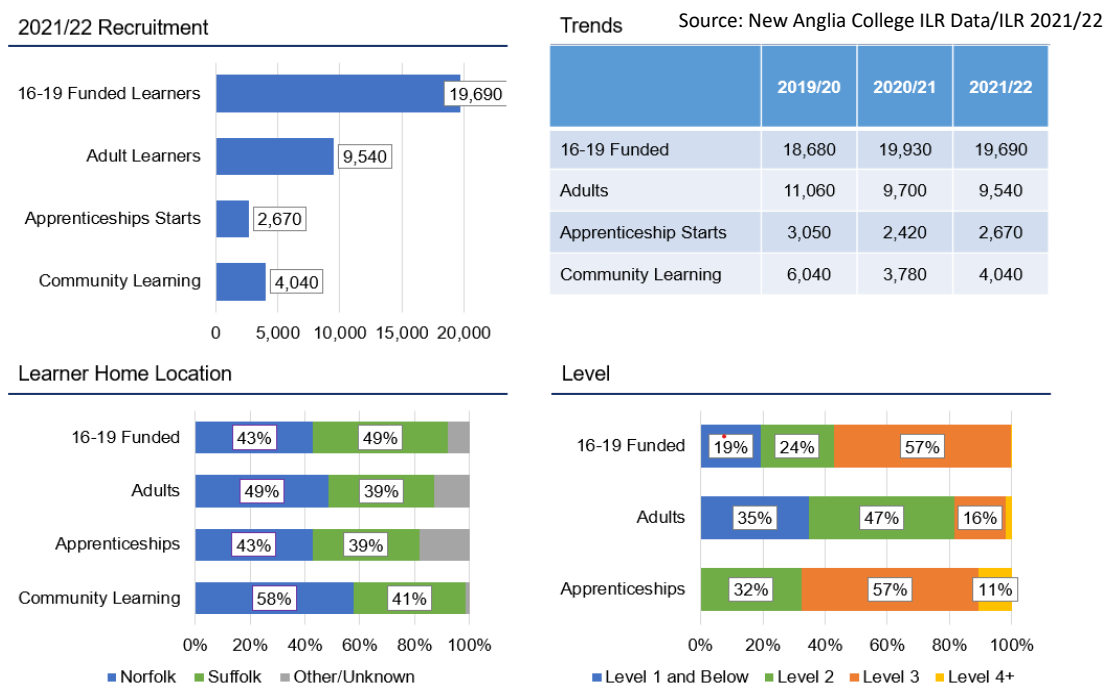 2021/22 Recruitment
16-19 Funded Learners
19,690
Adult Learners
9,540
Apprenticeships Starts
2,670
Community Learning
4,040
0 5,000 10,000 15,000 20,000
Trends
Source: New Anglia College ILR Data/ILR 2021/22
2019/20 2020/21 2021/22
16-19 Funded 18,680 19,930 19,690
Adults 11,060 9,700 9,540
Apprenticeship Starts 3,050 2,420 2,670
Community Learning 6,040 3,780 4,040
Learner Home Location
16-19 Funded 43% 49%
Adults 49% 39%
Apprenticeships 43% 39%
Community Learning 58% 41%
0% 20% 40% 60% 80% 100%
Norfolk Suffolk Other/Unknown
Level
16-19 Funded 19% 24% 57%
Adults 35% 47% 16%
Apprenticeships 32% 57% 11%
0% 20% 40% 60% 80% 100%
Level 1 and Below Level 2 Level 3 Level 4+